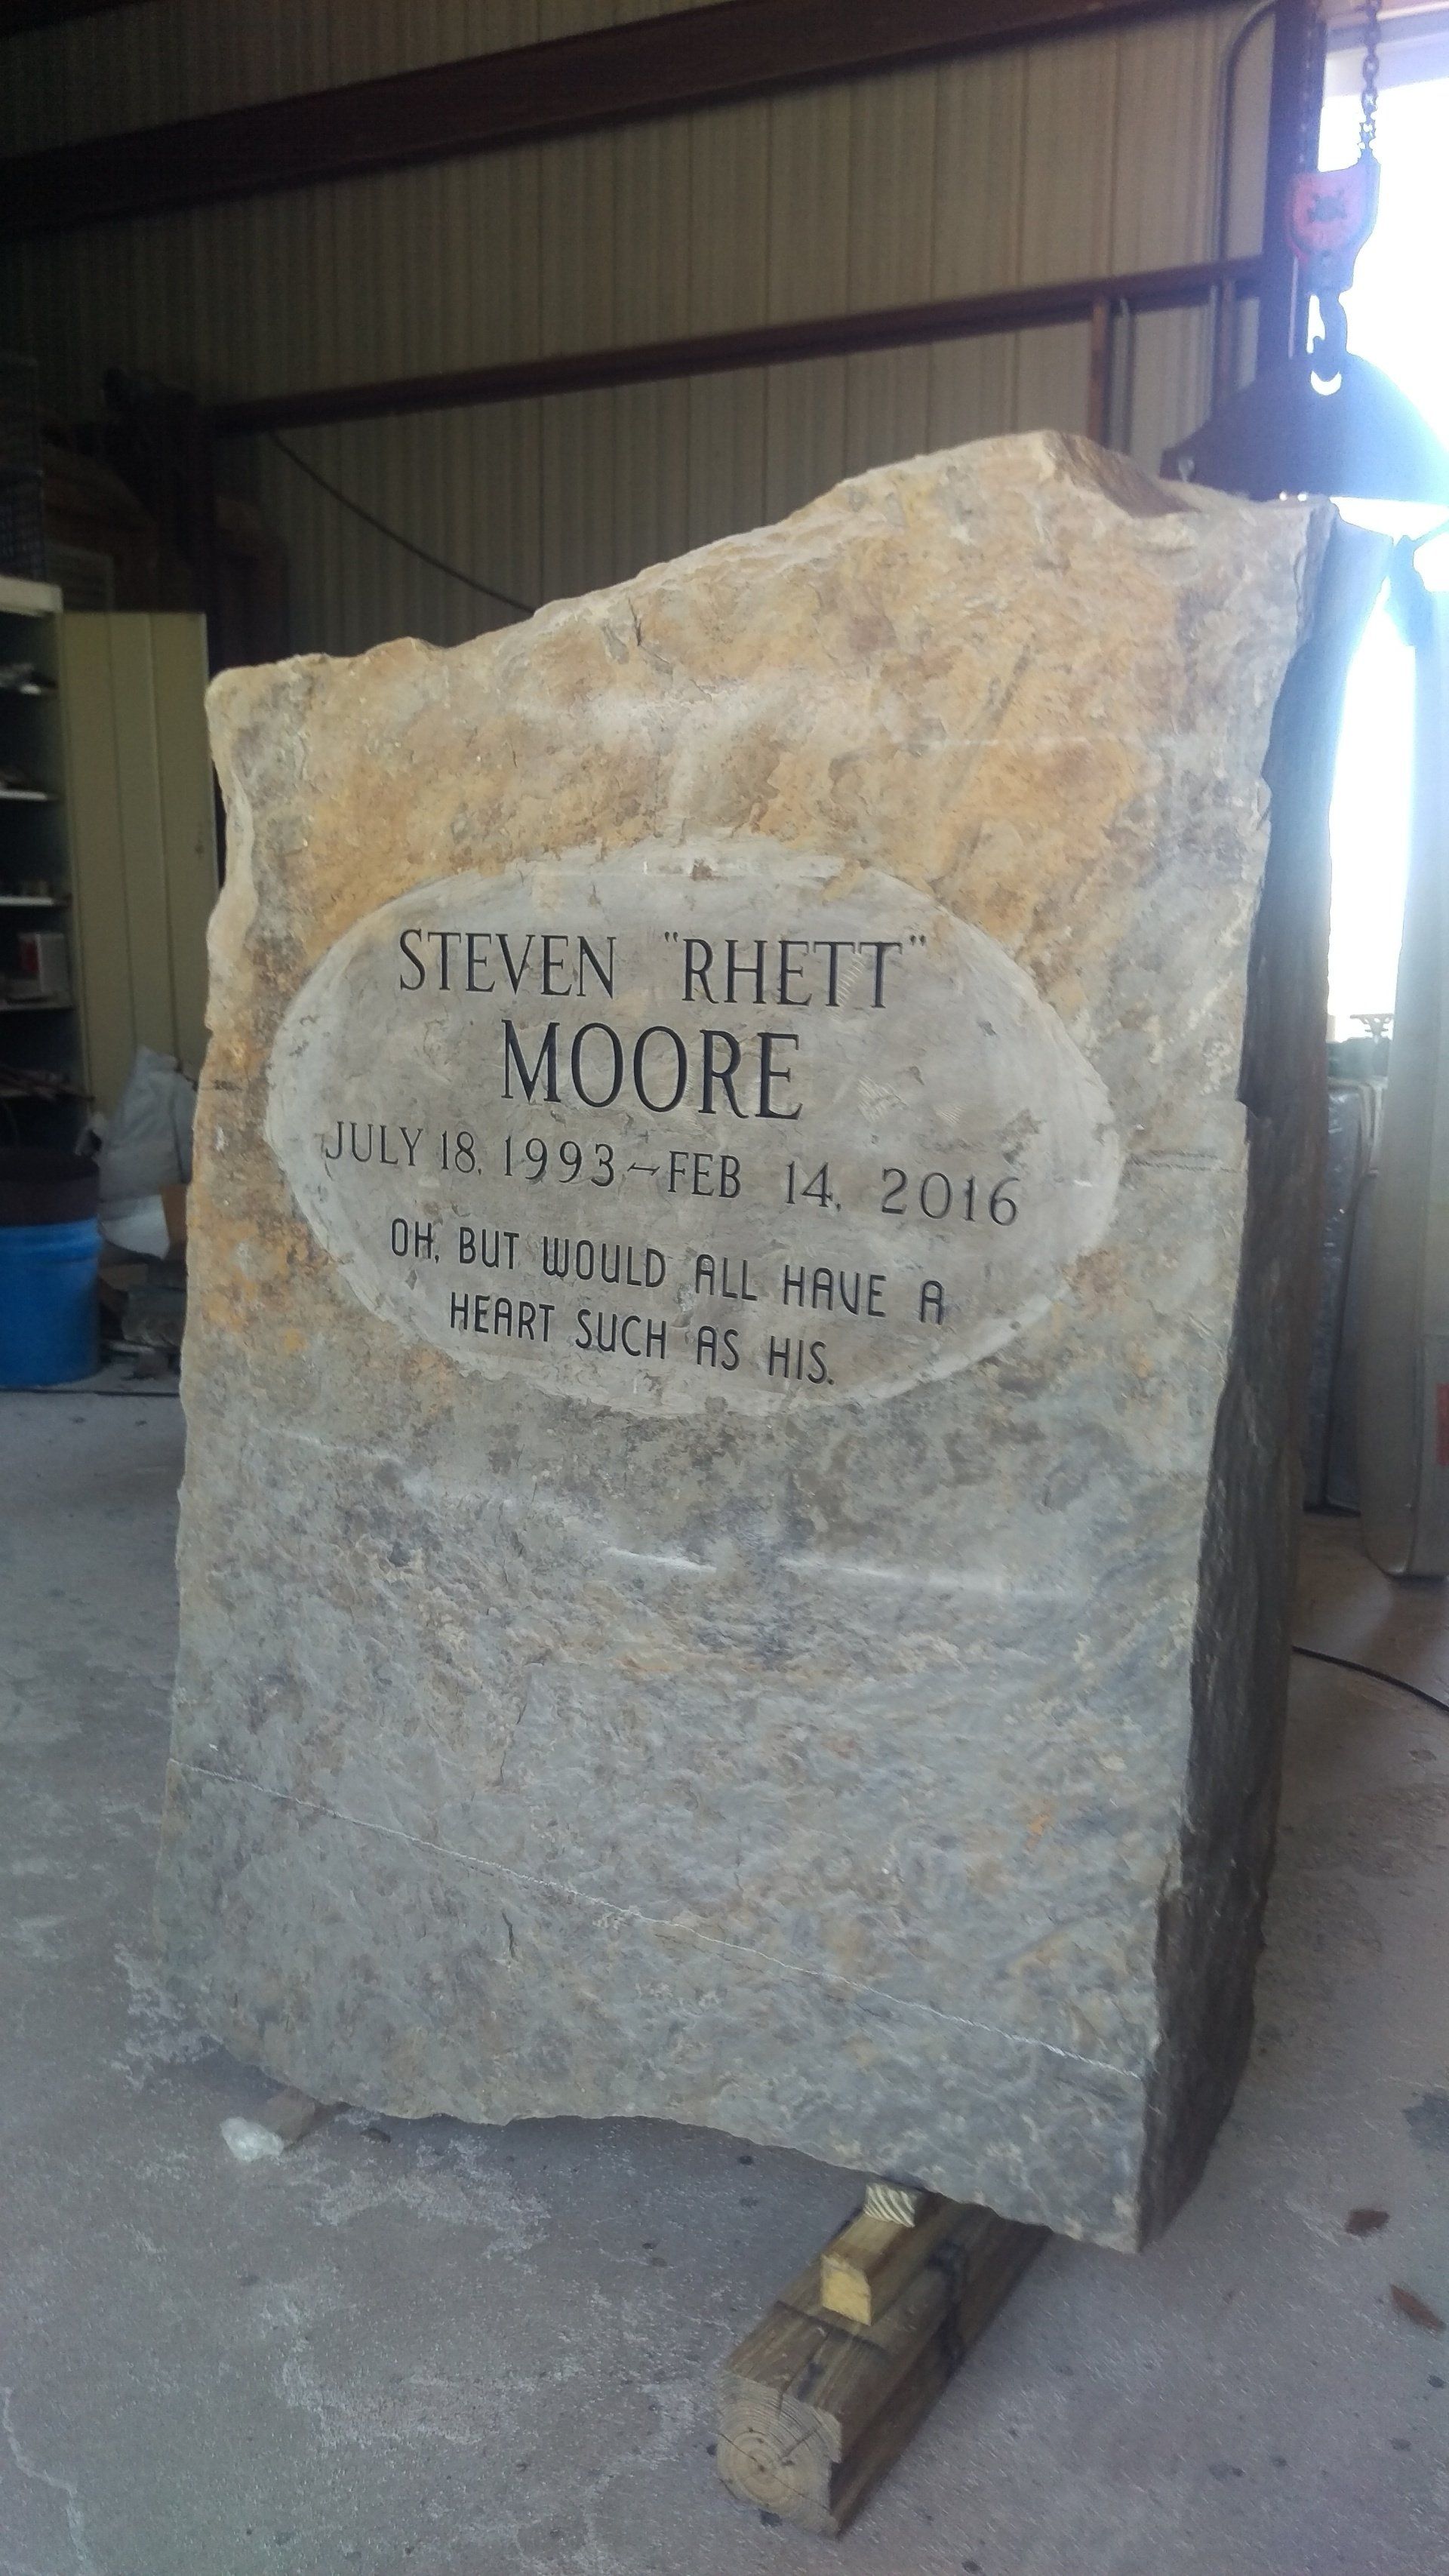 STEVEN "RHETT"
MOORE
JULY 18, 1993~FEB 14, 2016
OH, BUT WOULD ALL HAVE A
HEART SUCH AS HIS.